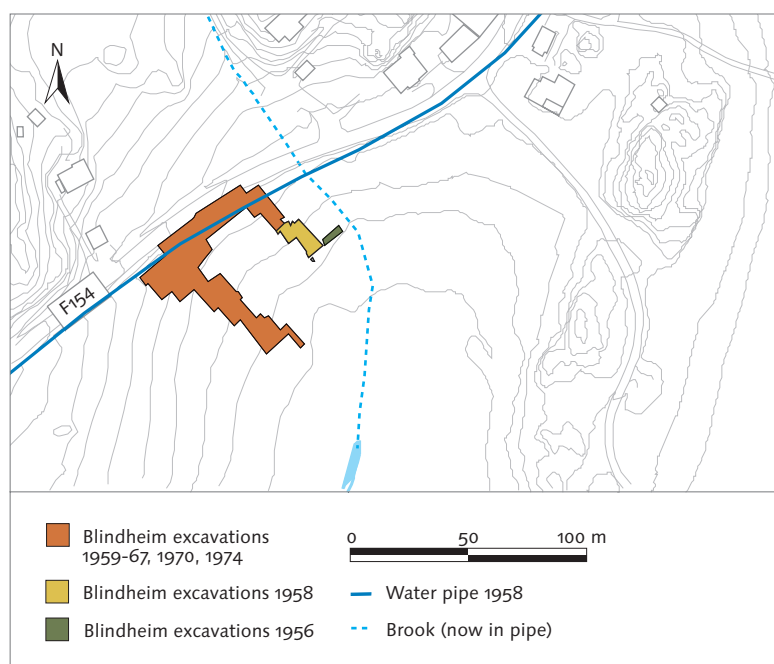 N
F154
Blindheim excavations
1959-67, 1970, 1974
Blindheim excavations 1958
Blindheim excavations 1956
0 50 100 m
Water pipe 1958
Brook (now in pipe)